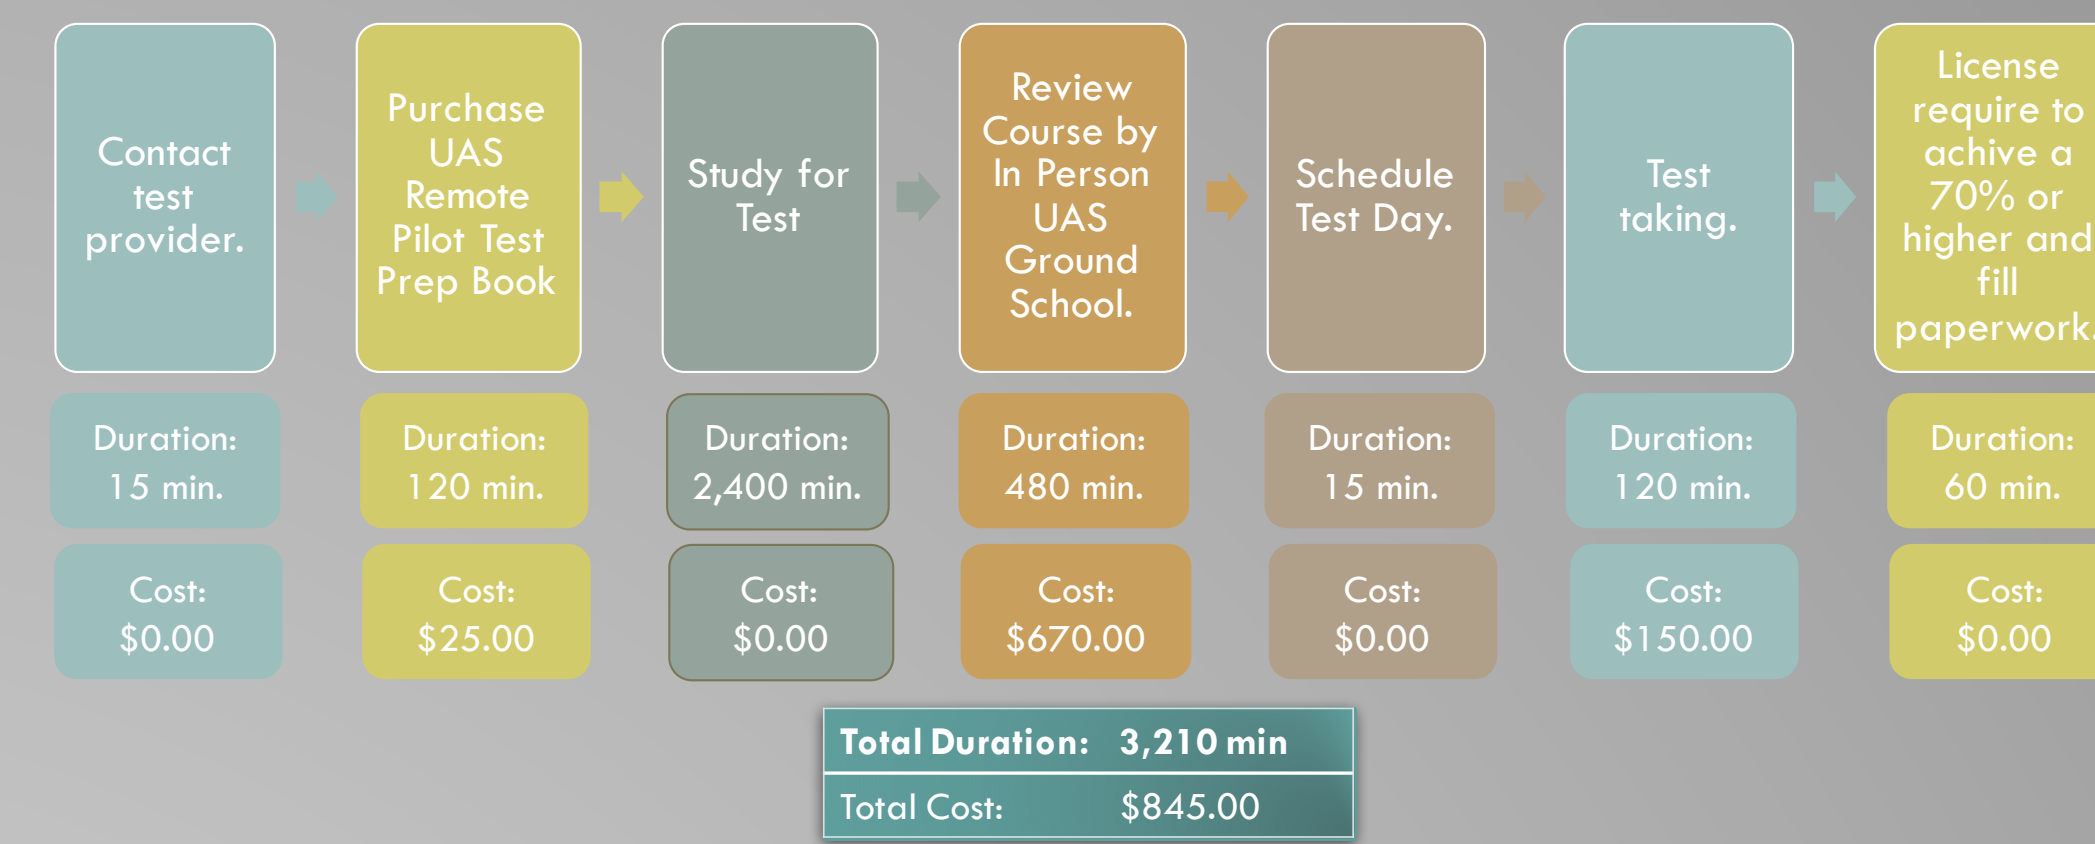 Contact
test
provider.
Purchase
UAS
Remote
Pilot Test
Prep Book
Study for
Test
Review
Course by
In Person
UAS
Ground
School.
Schedule
Test Day.
Test
taking.
License
require to
achive a
70% or
higher and
fill
paperwork.
Duration:
15 min.
Duration:
120 min.
Duration:
2,400 min.
Duration:
480 min.
Duration:
15 min.
Duration:
120 min.
Duration:
60 min.
Cost:
$0.00
Cost:
$25.00
Cost:
$0.00
Cost:
$670.00
Cost:
$0.00
Cost:
$150.00
Cost:
$0.00
Total Duration: 3,210 min
Total Cost: $845.00